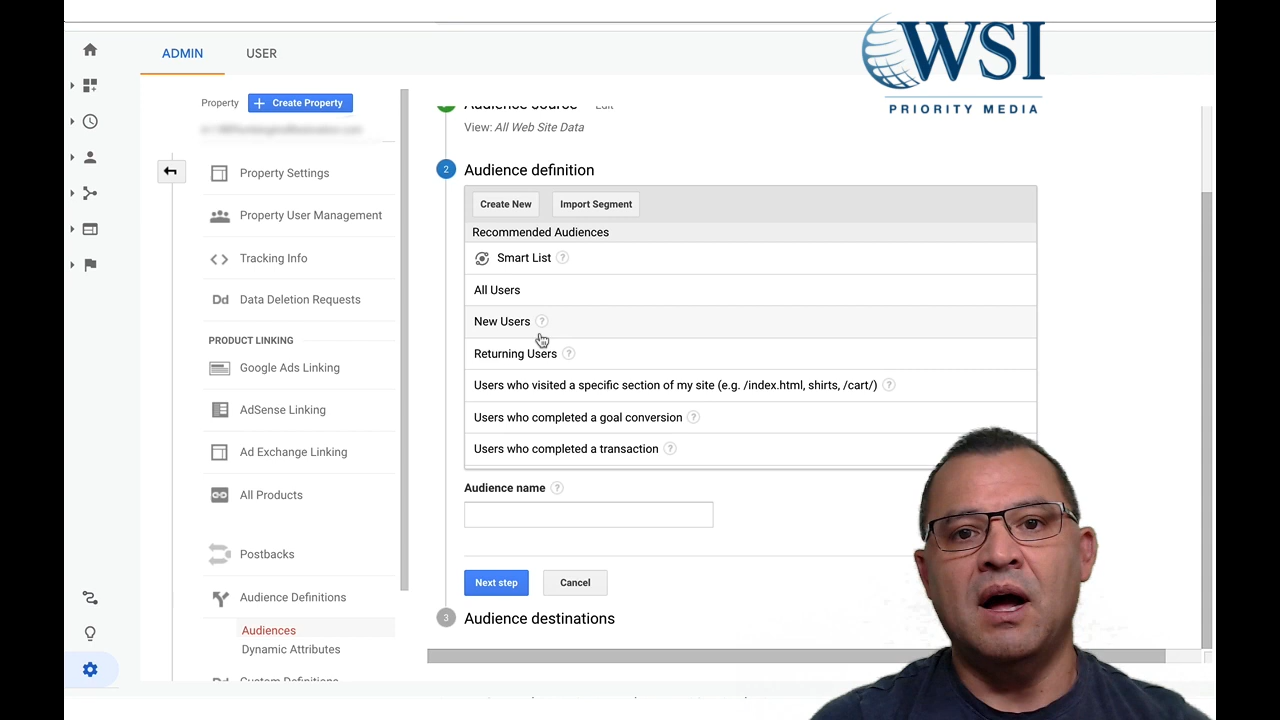 WSI
PRIORITY MEDIA
ADMIN USER
Property + Create Property
Audience source Edit
View: All Web Site Data
2 Audience definition
Create New Import Segment
Recommended Audiences
Smart List ?
All Users
New Users ?
Returning Users ?
Users who visited a specific section of my site (e.g. /index.html, shirts, /cart/) ?
Users who completed a goal conversion ?
Users who completed a transaction ?
Audience name ?
Next step Cancel
3 Audience destinations
Property Settings
Property User Management
<> Tracking Info
Dd Data Deletion Requests
PRODUCT LINKING
Google Ads Linking
AdSense Linking
Ad Exchange Linking
All Products
Postbacks
Audience Definitions
Audiences
Dynamic Attributes
Dd Custom Definitions